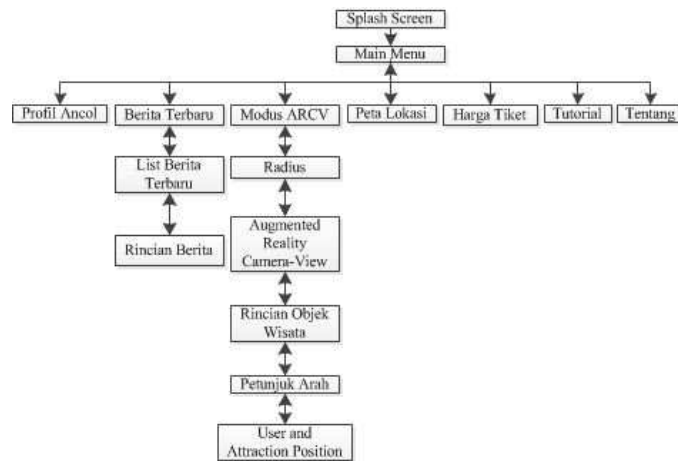 Splash Screen
Main Menu
Profil Ancol
Berita Terbaru
Modus ARCV
Peta Lokasi
Harga Tiket
Tutorial
Tentang
List Berita
Terbaru
Radius
Rincian Berita
Augmented
Reality
Camera-View
Rincian Objek
Wisata
Petunjuk Arah
User and
Attraction Position